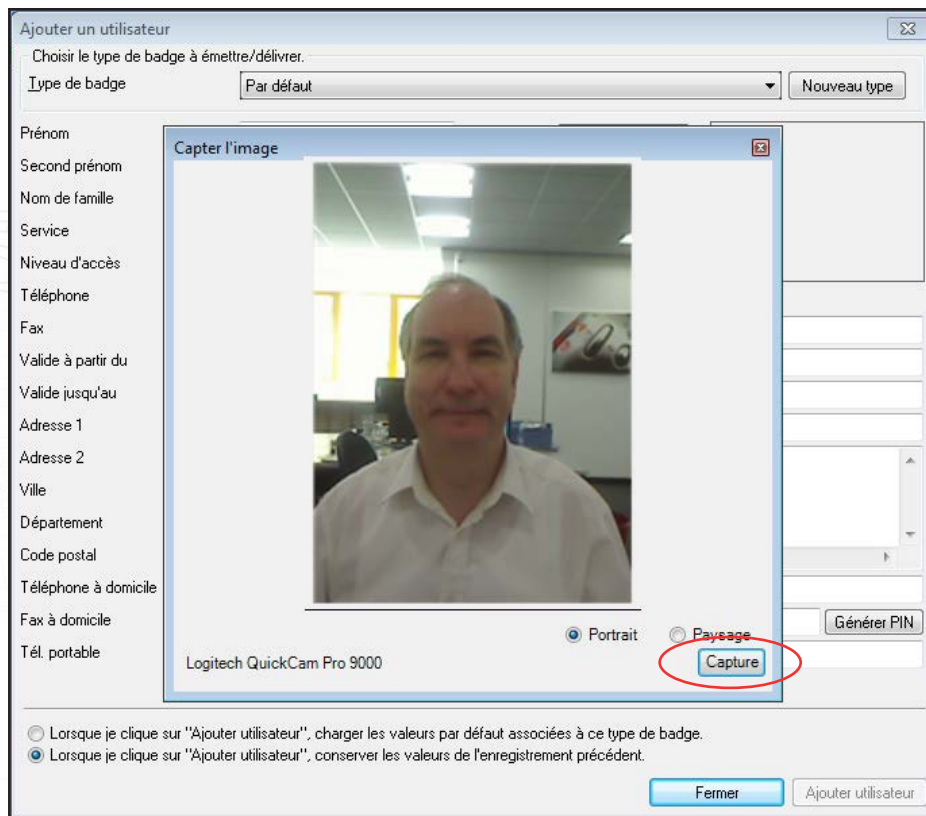 Ajouter un utilisateur
Choisir le type de badge à émettre/délivrer.
Type de badge
Par défaut
Nouveau type
Prénom
Capter l'image
Second prénom
Nom de famille
Service
Niveau d'accès
Téléphone
Fax
Valide à partir du
Valide jusqu'au
Adresse 1
Adresse 2
Ville
Département
Code postal
Téléphone à domicile
Fax à domicile
Générer PIN
Portrait
Paysage
Tél. portable
Logitech QuickCam Pro 9000
Capture
Lorsque je clique sur "Ajouter utilisateur", charger les valeurs par défaut associées à ce type de badge.
Lorsque je clique sur "Ajouter utilisateur", conserver les valeurs de l'enregistrement précédent.
Fermer
Ajouter utilisateur